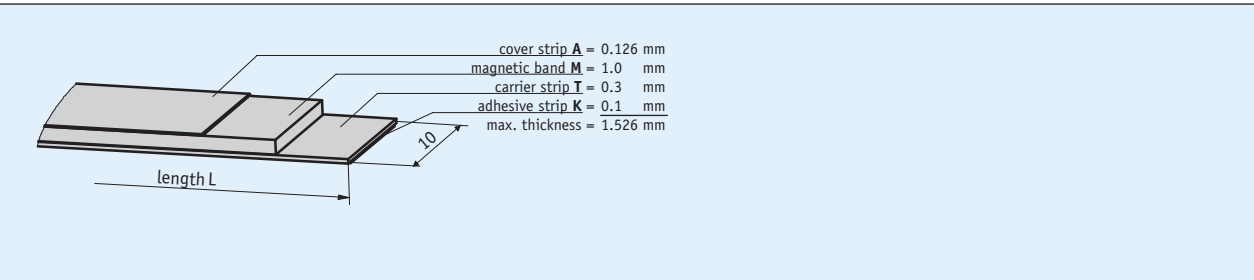 cover strip A = 0.126 mm
magnetic band M = 1.0 mm
carrier strip T = 0.3 mm
adhesive strip K = 0.1 mm
max. thickness = 1.526 mm
10
length L